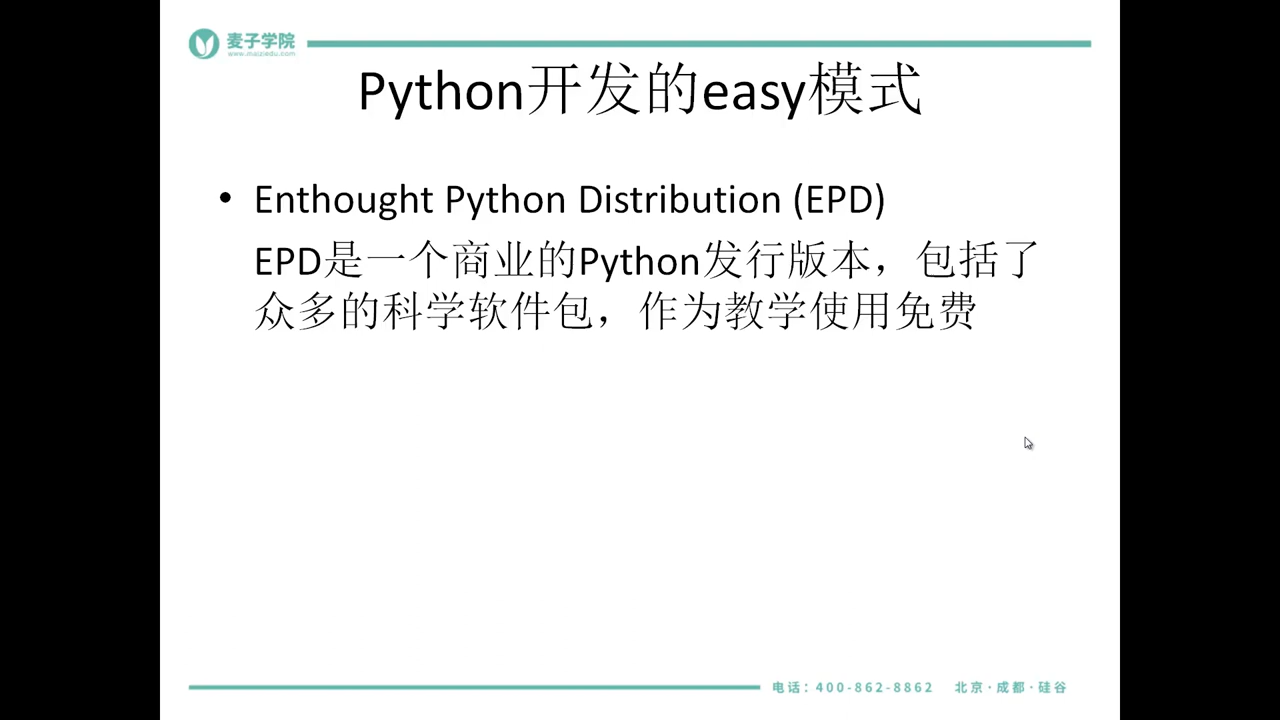 麦子学院
www.maiziedu.com
Python开发的easy模式
• Enthought Python Distribution (EPD)
EPD是一个商业的Python发行版本，包括了
众多的科学软件包，作为教学使用免费
电话：400-862-8862 北京·成都·硅谷